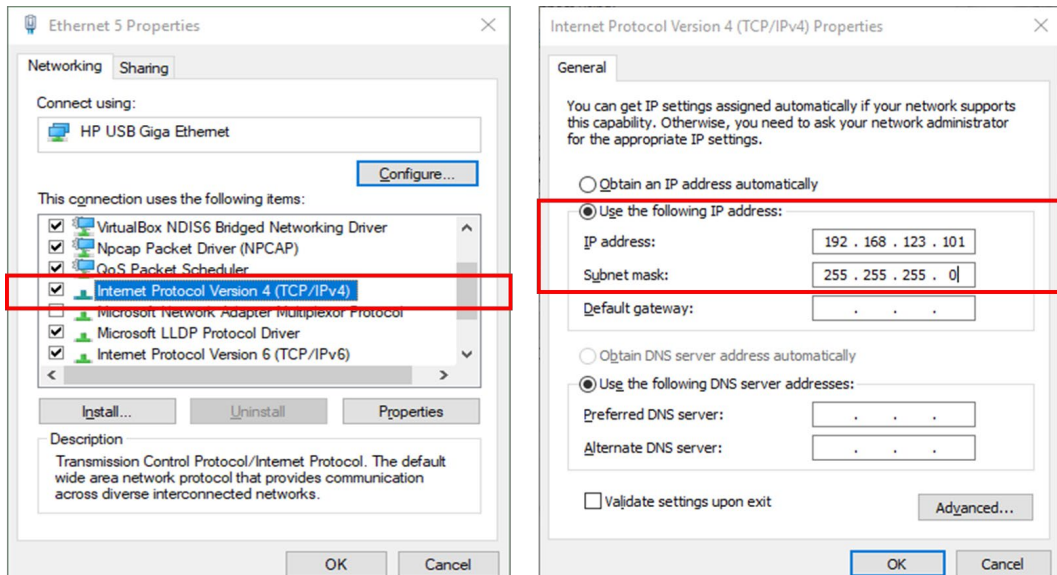 Ethernet 5 Properties
Networking
Sharing
Connect using:
HP USB Giga Ethernet
Configure...
This connection uses the following items:
VirtualBox NDIS6 Bridged Networking Driver
Npcap Packet Driver (NPCAP)
QoS Packet Scheduler
Internet Protocol Version 4 (TCP/IPv4)
Microsoft Network Adapter Multiplexor Protocol
Microsoft LLDP Protocol Driver
Internet Protocol Version 6 (TCP/IPv6)
Install...
Uninstall
Properties
Description
Transmission Control Protocol/Internet Protocol. The default
wide area network protocol that provides communication
across diverse interconnected networks.
OK
Cancel
Internet Protocol Version 4 (TCP/IPv4) Properties
General
You can get IP settings assigned automatically if your network supports
this capability. Otherwise, you need to ask your network administrator
for the appropriate IP settings.
Obtain an IP address automatically
Use the following IP address:
IP address: 192 . 168 . 123 . 101
Subnet mask: 255 . 255 . 255 . 0
Default gateway: . . .
Obtain DNS server address automatically
Use the following DNS server addresses:
Preferred DNS server: . . .
Alternate DNS server: . . .
Validate settings upon exit
Advanced...
OK
Cancel